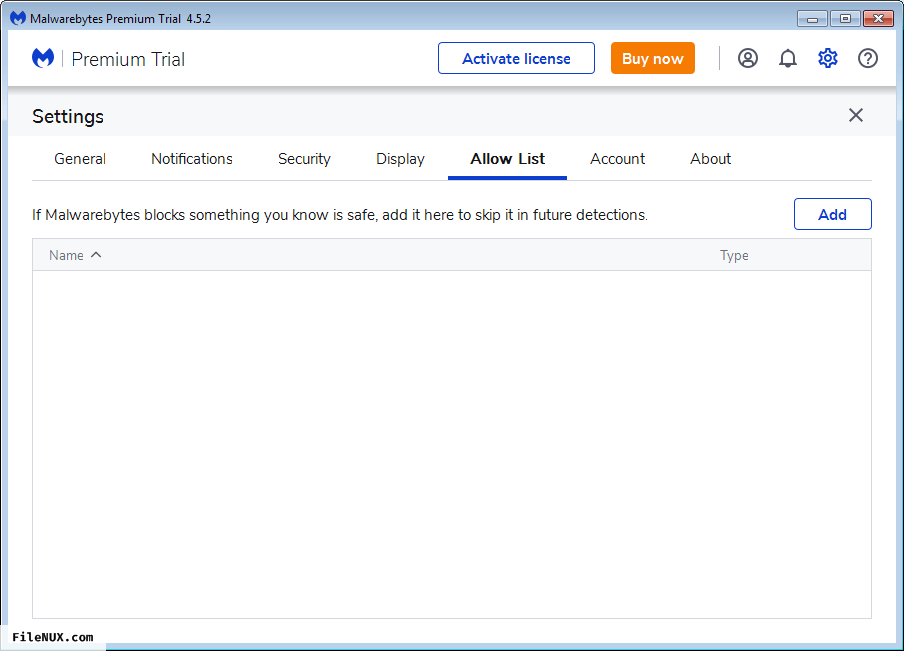 Malwarebytes Premium Trial 4.5.2
Premium Trial
Activate license
Buy now
Settings
General Notifications Security Display Allow List Account About
If Malwarebytes blocks something you know is safe, add it here to skip it in future detections.
Add
Name Type
FileNUX.com